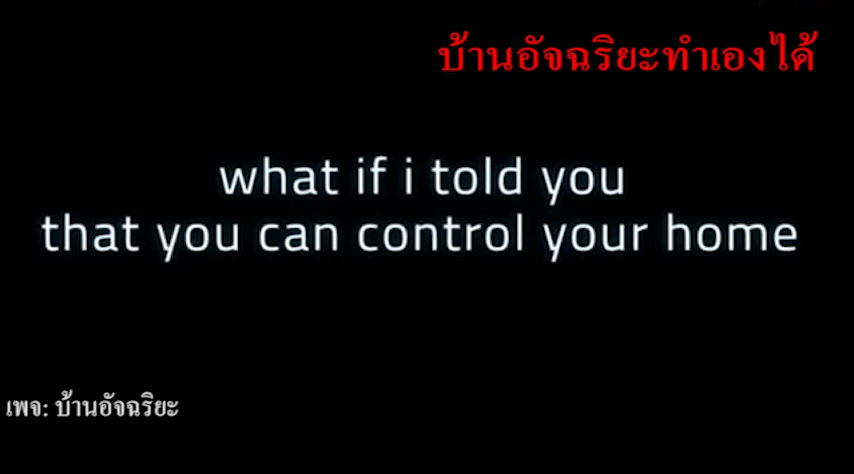 บ้านอัจฉริยะทำเองได้
what if i told you
that you can control your home
เพจ: บ้านอัจฉริยะ